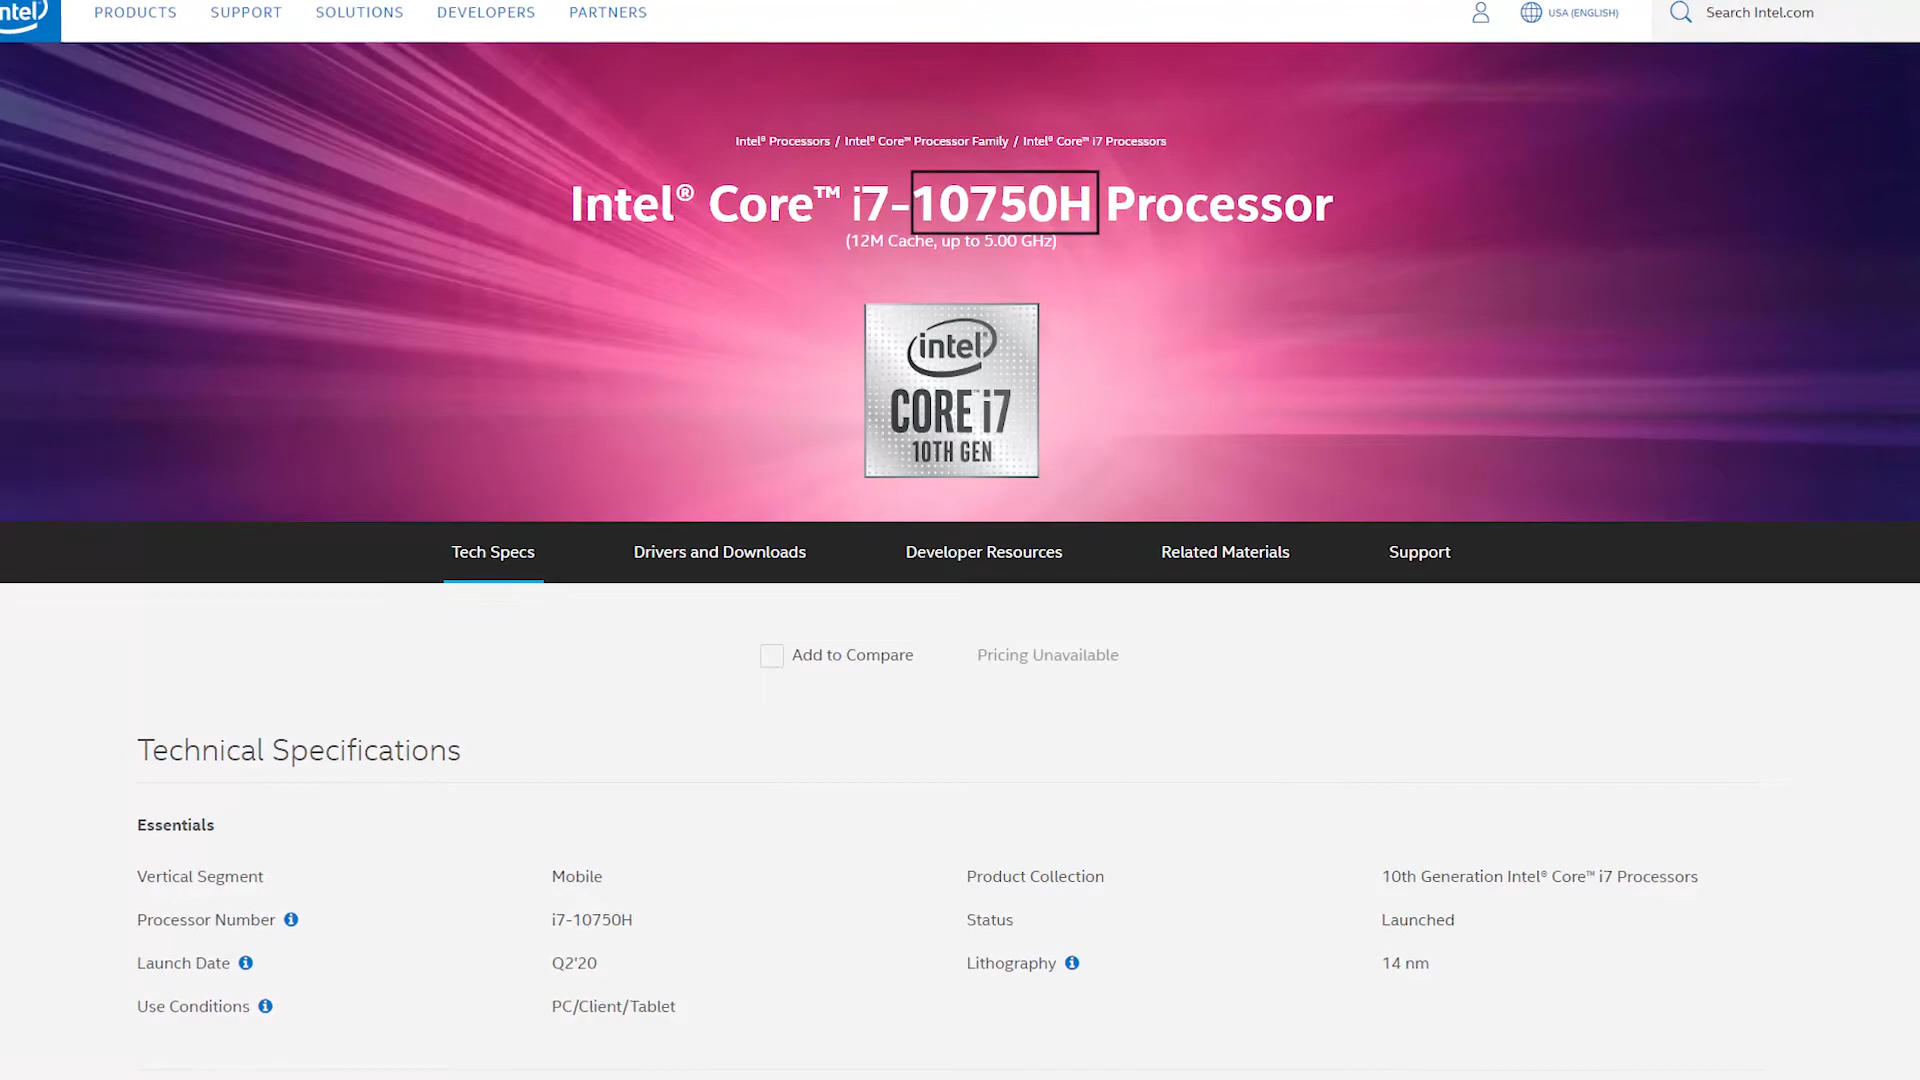 intel
PRODUCTS SUPPORT SOLUTIONS DEVELOPERS PARTNERS USA (ENGLISH) Search Intel.com
Intel® Processors / Intel® Core™ Processor Family / Intel® Core™ i7 Processors
Intel® Core™ i7-10750H Processor
(12M Cache, up to 5.00 GHz)
intel®
CORE™ i7
10TH GEN
Tech Specs Drivers and Downloads Developer Resources Related Materials Support
Add to Compare Pricing Unavailable
Technical Specifications
Essentials
Vertical Segment Mobile Product Collection 10th Generation Intel® Core™ i7 Processors
Processor Number i7-10750H Status Launched
Launch Date Q2'20 Lithography 14 nm
Use Conditions PC/Client/Tablet